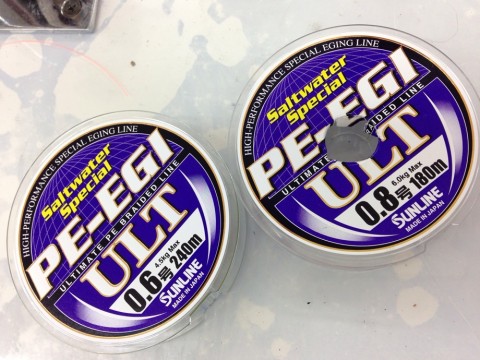 HIGH-PERFORMANCE SPECIAL EGING LINE
Saltwater
Special
PE-EGI
ULTIMATE PE BRAIDED LINE
ULT
4.5kg Max
0.6号 240m
SUNLINE
MADE IN JAPAN
HIGH-PERFORMANCE SPECIAL EGING LINE
Saltwater
Special
PE-EGI
ULTIMATE BRAIDED LINE
ULT
6.0kg Max
0.8号 180m
SUNLINE
MADE IN JAPAN